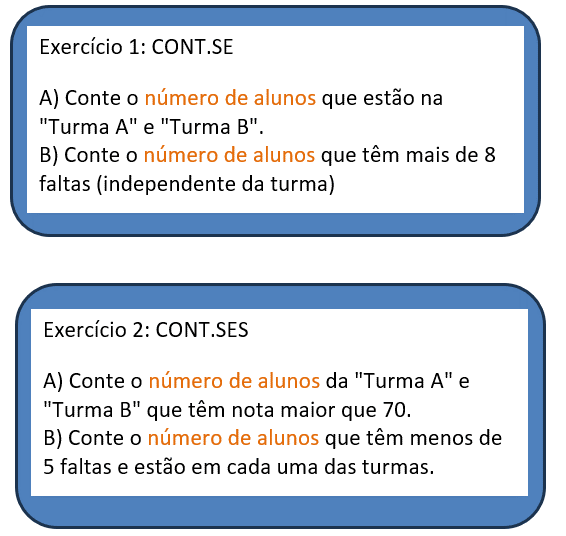 Exercício 1: CONT.SE
A) Conte o número de alunos que estão na
"Turma A" e "Turma B".
B) Conte o número de alunos que têm mais de 8
faltas (independente da turma)
Exercício 2: CONT.SES
A) Conte o número de alunos da "Turma A" e
"Turma B" que têm nota maior que 70.
B) Conte o número de alunos que têm menos de
5 faltas e estão em cada uma das turmas.